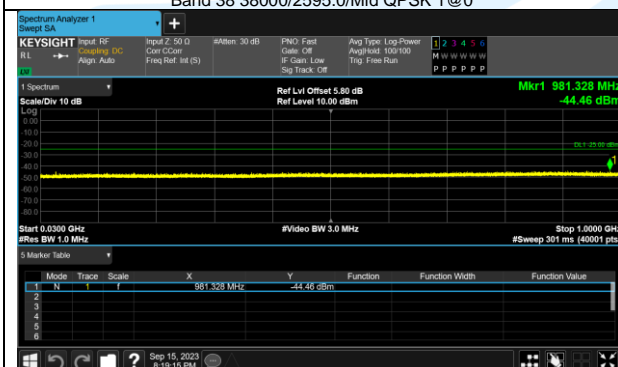 Band 38 38000/2595.0/Mid QPSK 1@0
Spectrum Analyzer 1
Swept SA
+
KEYSIGHT Input: RF Input Z: 50 Ω #Atten: 30 dB PNO: Fast Avg Type: Log-Power 1 2 3 4 5 6
RL Coupling: DC Corr CCorr Gate: Off Avg|Hold: 100/100 M W W W W W
Align: Auto Freq Ref: Int (S) IF Gain: Low Trig: Free Run
Sig Track: Off P P P P P P
1 Spectrum Ref Lvl Offset 5.80 dB Mkr1 981.328 MHz
Scale/Div 10 dB Ref Level 10.00 dBm -44.46 dBm
Log
0.00
-10.0
-20.0
DL1 -25.00 dBm
-30.0
-40.0
1
-50.0
-60.0
-70.0
-80.0
Start 0.0300 GHz #Video BW 3.0 MHz Stop 1.0000 GHz
#Res BW 1.0 MHz #Sweep 301 ms (40001 pts
5 Marker Table
Mode Trace Scale X Y Function Function Width Function Value
1 N 1 f 981.328 MHz -44.46 dBm
2
3
4
5
6
? Sep 15, 2023
8:19:15 PM